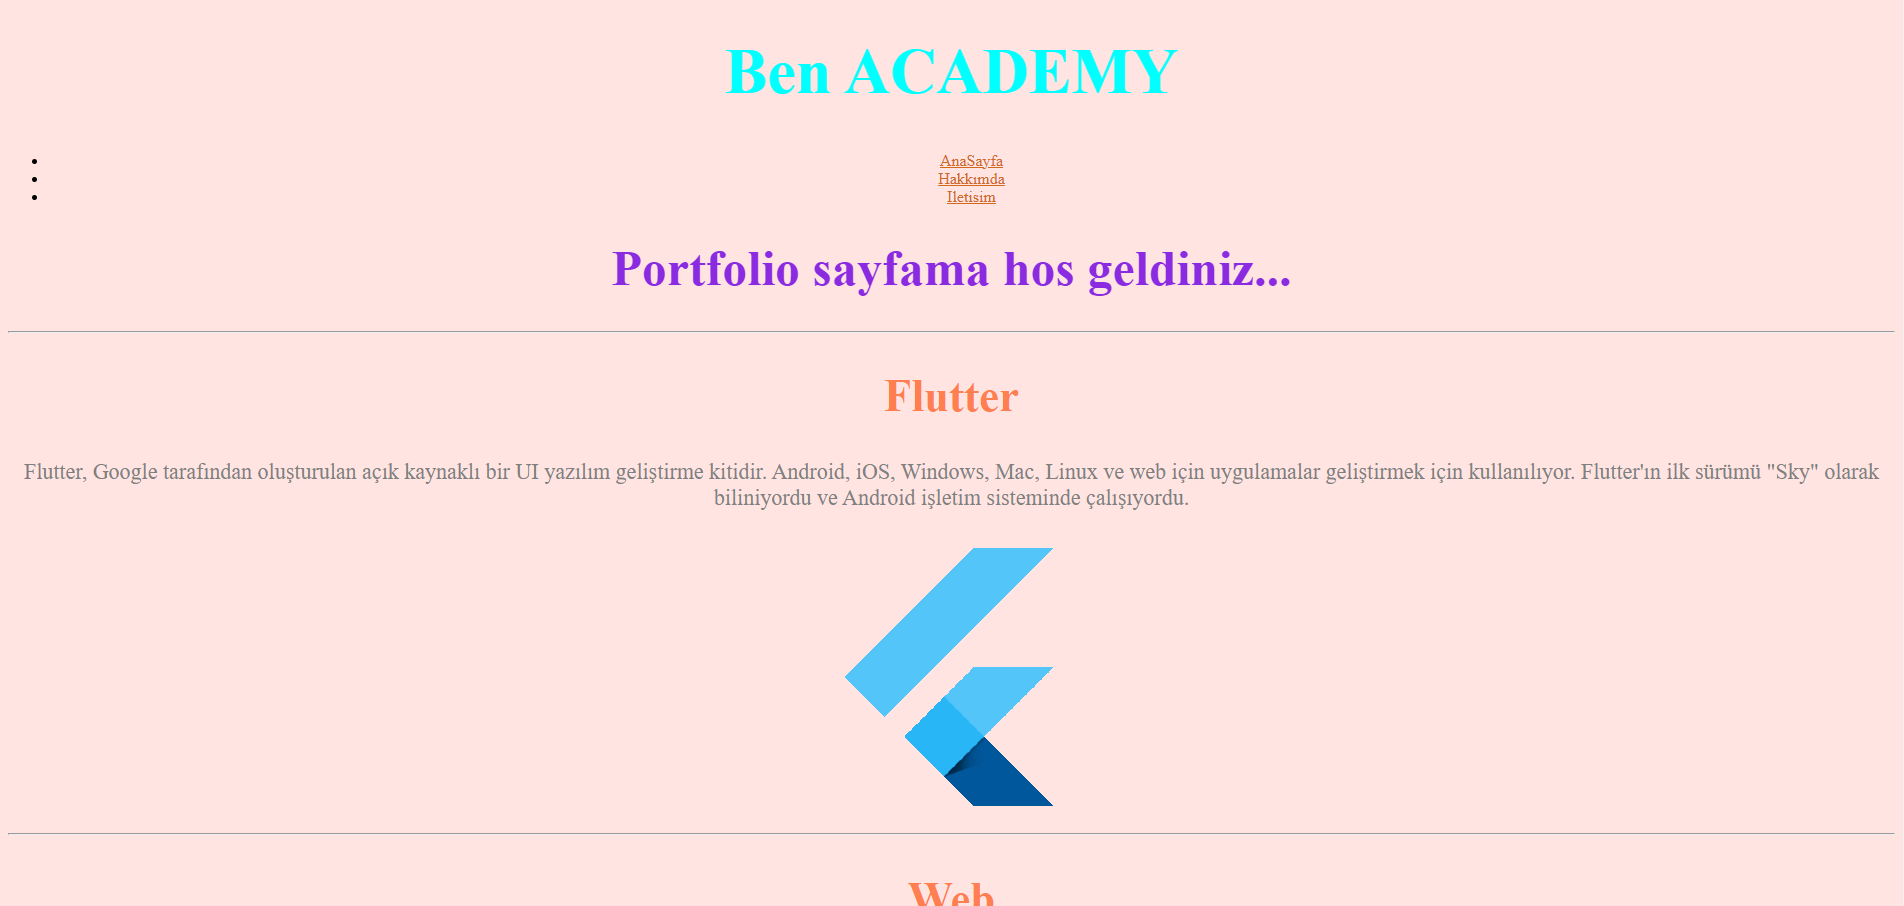 Ben ACADEMY
AnaSayfa
Hakkımda
Iletisim
Portfolio sayfama hos geldiniz...
Flutter
Flutter, Google tarafından oluşturulan açık kaynaklı bir UI yazılım geliştirme kitidir. Android, iOS, Windows, Mac, Linux ve web için uygulamalar geliştirmek için kullanılıyor. Flutter'ın ilk sürümü "Sky" olarak
biliniyordu ve Android işletim sisteminde çalışıyordu.
Web